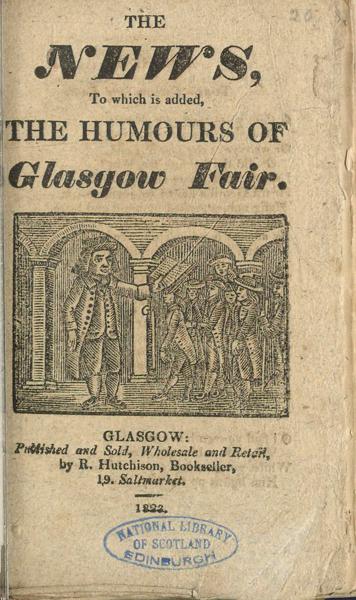 THE
NEWS,
To which is added,
THE HUMOURS OF
Glasgow Fair.
GLASGOW:
Published and Sold, Wholesale and Retail,
by R. Hutchison, Bookseller,
19. Saltmarket.
1823.
NATIONAL LIBRARY
OF SCOTLAND
EDINBURGH